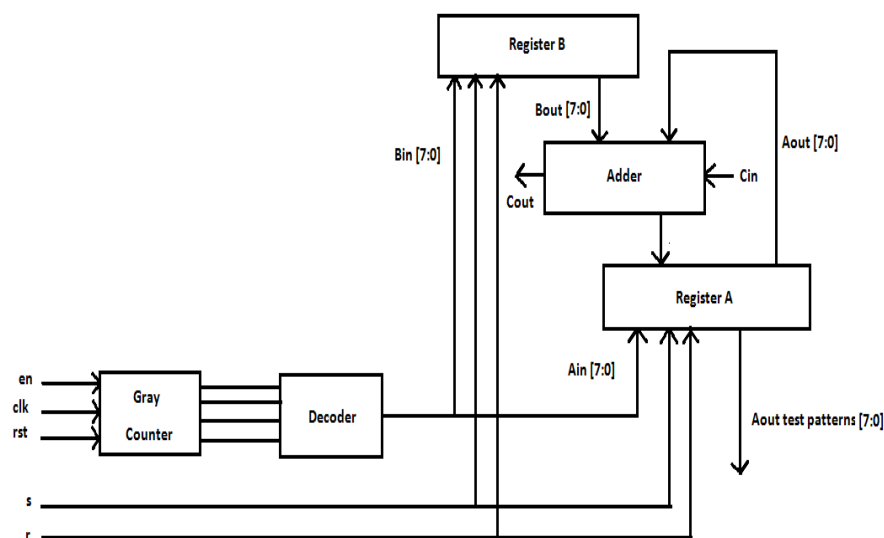 Register B
Bout [7:0]
Aout [7:0]
Bin [7:0]
Adder
Cin
Cout
Register A
Ain [7:0]
en
clk
rst
Gray
Counter
Decoder
Aout test patterns [7:0]
s
r